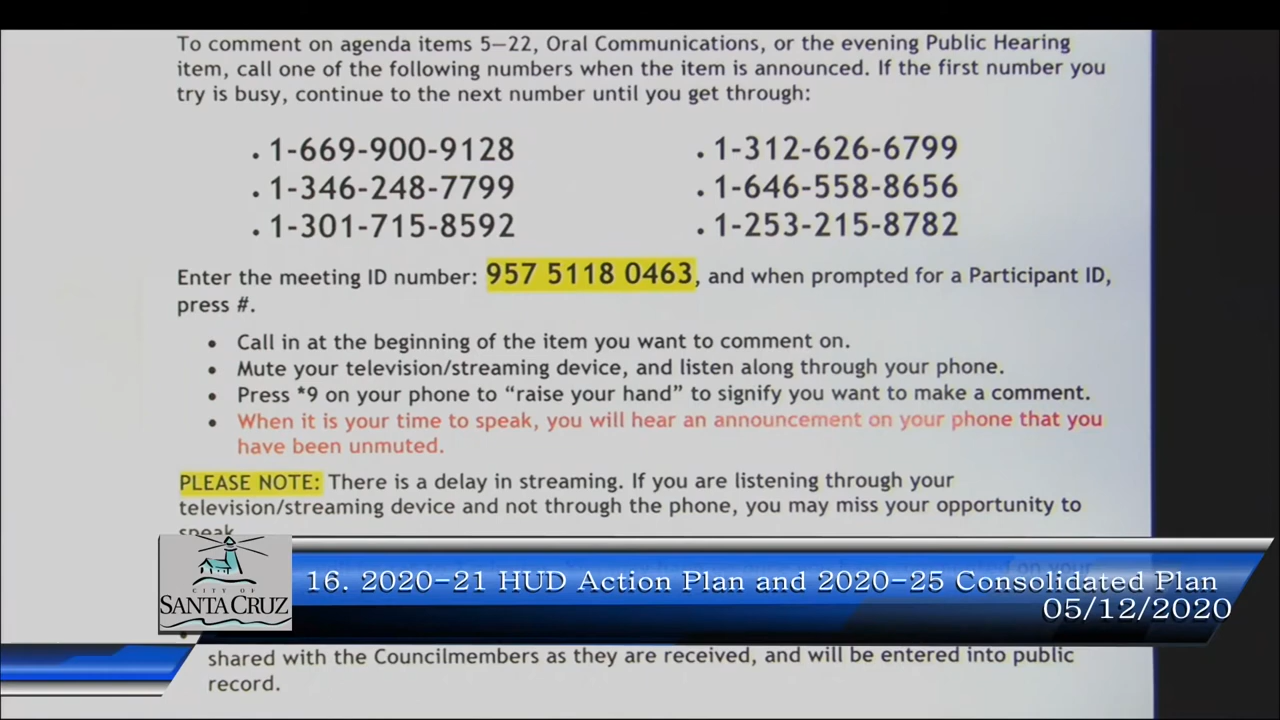 To comment on agenda items 5–22, Oral Communications, or the evening Public Hearing
item, call one of the following numbers when the item is announced. If the first number you
try is busy, continue to the next number until you get through:
• 1-669-900-9128
• 1-346-248-7799
• 1-301-715-8592
• 1-312-626-6799
• 1-646-558-8656
• 1-253-215-8782
Enter the meeting ID number: 957 5118 0463, and when prompted for a Participant ID,
press #.
• Call in at the beginning of the item you want to comment on.
• Mute your television/streaming device, and listen along through your phone.
• Press *9 on your phone to “raise your hand” to signify you want to make a comment.
• When it is your time to speak, you will hear an announcement on your phone that you
have been unmuted.
PLEASE NOTE: There is a delay in streaming. If you are listening through your
television/streaming device and not through the phone, you may miss your opportunity to
speak
CITY OF
SANTA CRUZ
16. 2020-21 HUD Action Plan and 2020-25 Consolidated Plan
05/12/2020
shared with the Councilmembers as they are received, and will be entered into public
record.